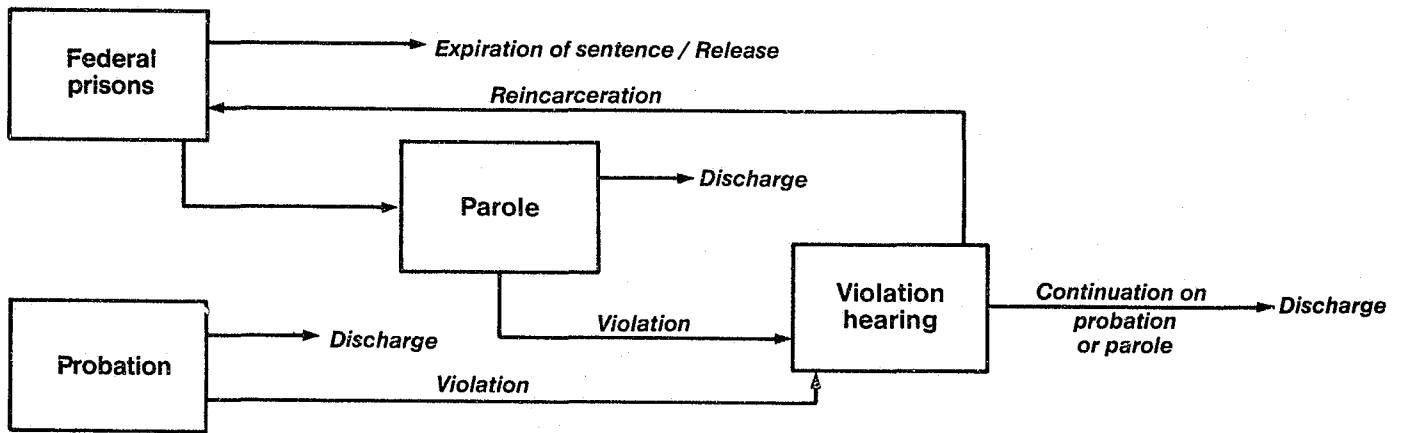 Federal
prisons
Expiration of sentence / Release
Reincarceration
Parole
Discharge
Violation
hearing
Continuation on
probation
or parole
Discharge
Violation
Probation
Discharge
Violation